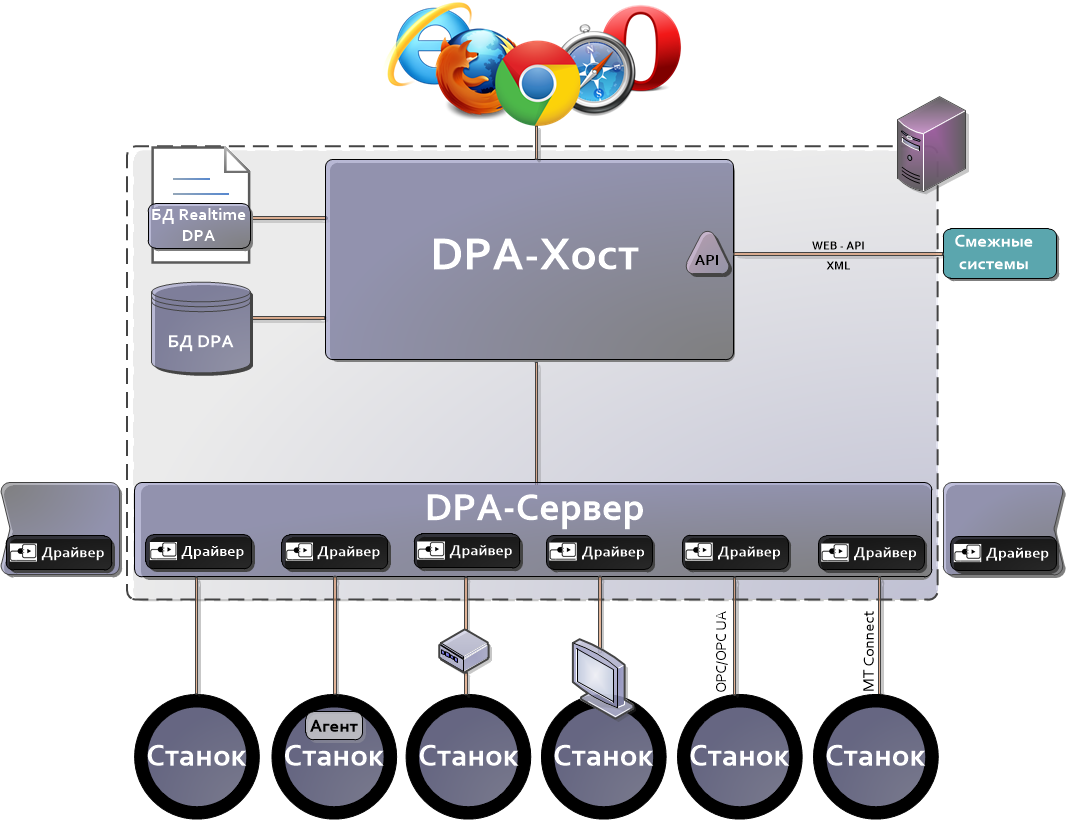 БД Realtime
DPA
DPA-Хост
API
WEB - API
XML
Смежные
системы
БД DPA
DPA-Сервер
Драйвер
Драйвер
Драйвер
Драйвер
Драйвер
Драйвер
Драйвер
Драйвер
OPC/OPC UA
MT Connect
Агент
Станок
Станок
Станок
Станок
Станок
Станок